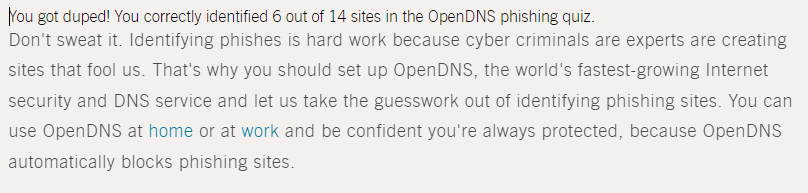 You got duped! You correctly identified 6 out of 14 sites in the OpenDNS phishing quiz.
Don't sweat it. Identifying phishes is hard work because cyber criminals are experts are creating
sites that fool us. That's why you should set up OpenDNS, the world's fastest-growing Internet
security and DNS service and let us take the guesswork out of identifying phishing sites. You can
use OpenDNS at home or at work and be confident you're always protected, because OpenDNS
automatically blocks phishing sites.